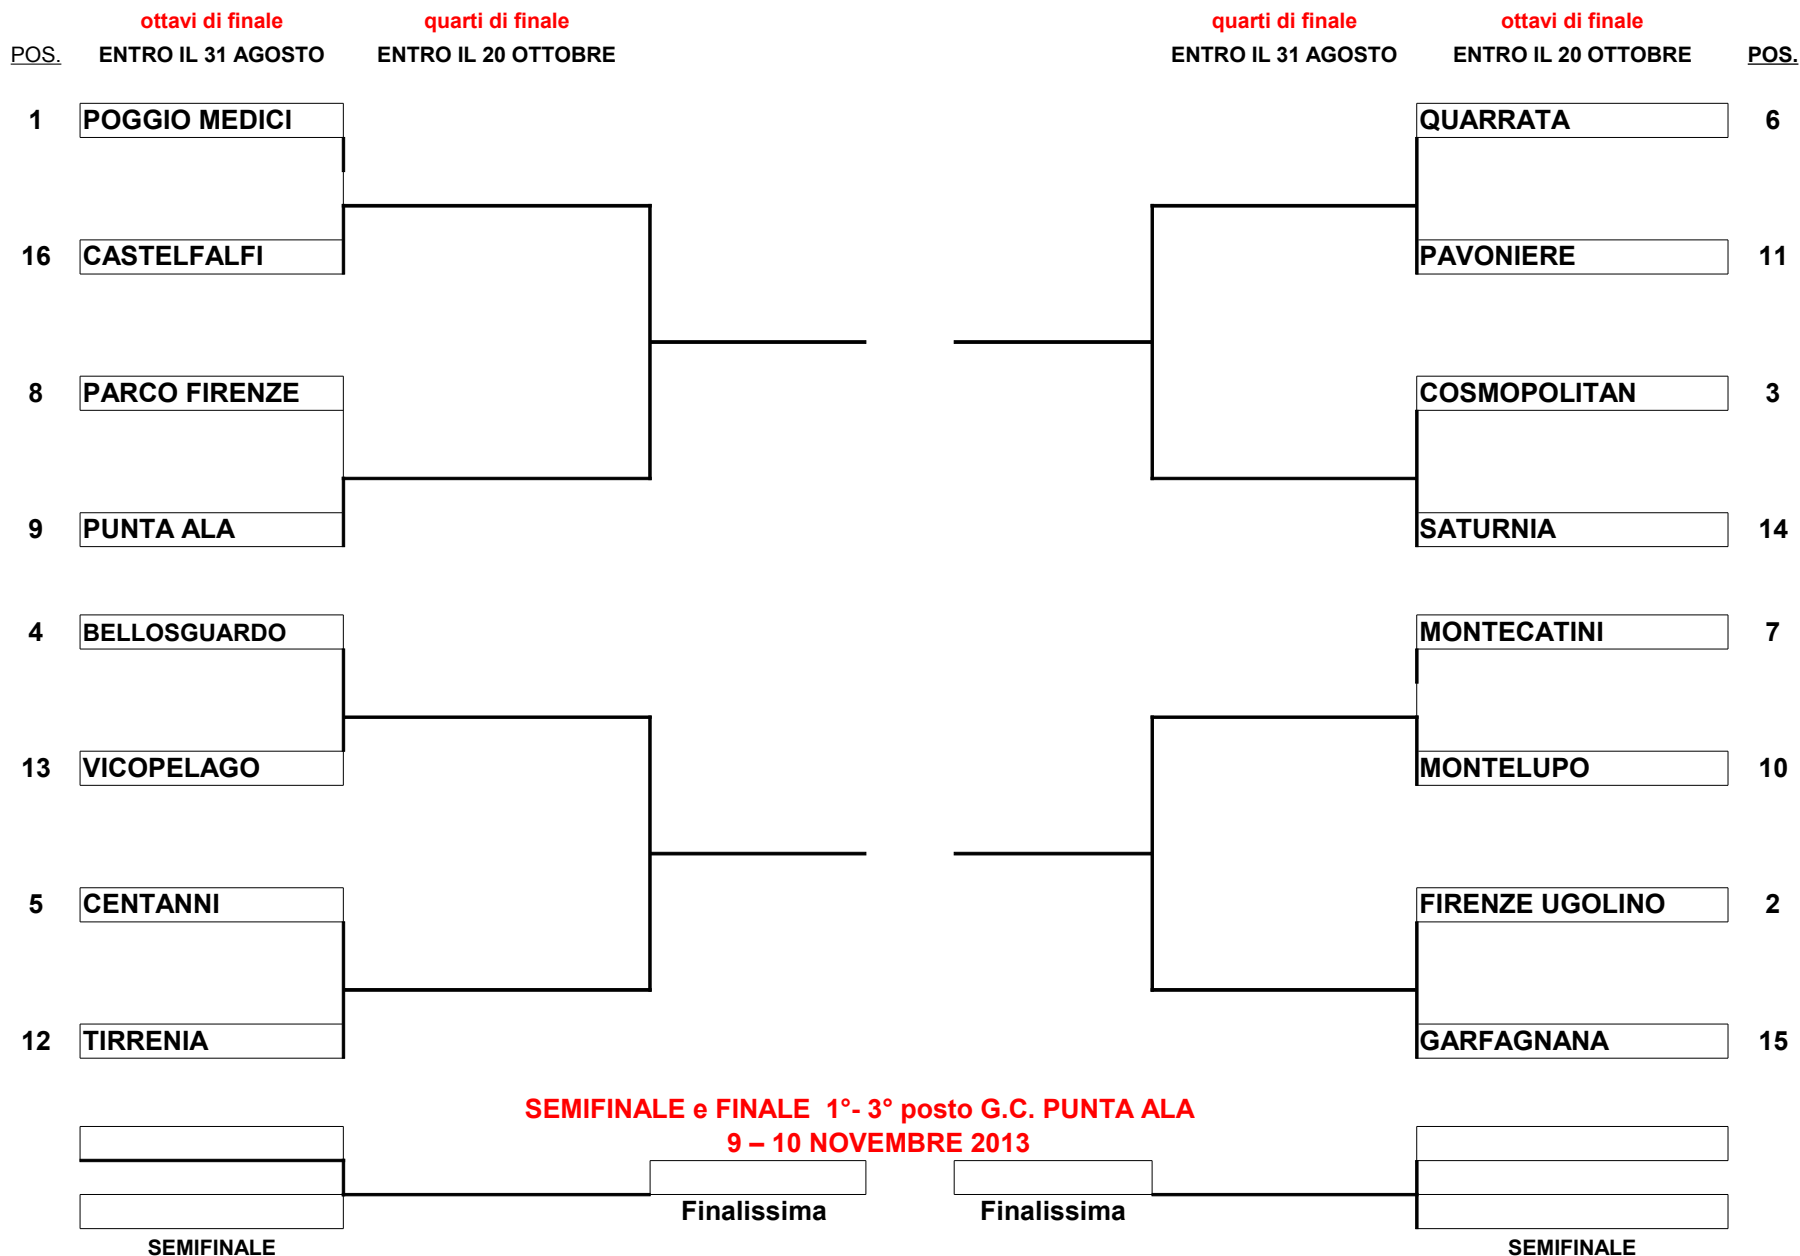 ottavi di finale quarti di finale quarti di finale ottavi di finale
POS. ENTRO IL 31 AGOSTO ENTRO IL 20 OTTOBRE ENTRO IL 31 AGOSTO ENTRO IL 20 OTTOBRE POS.
1 POGGIO MEDICI QUARRATA 6
16 CASTELFALFI PAVONIERE 11
8 PARCO FIRENZE COSMOPOLITAN 3
9 PUNTA ALA SATURNIA 14
4 BELLOSGUARDO MONTECATINI 7
13 VICOPELAGO MONTELUPO 10
5 CENTANNI FIRENZE UGOLINO 2
12 TIRRENIA GARFAGNANA 15
SEMIFINALE e FINALE 1°- 3° posto G.C. PUNTA ALA
9 – 10 NOVEMBRE 2013
Finalissima Finalissima
SEMIFINALE SEMIFINALE